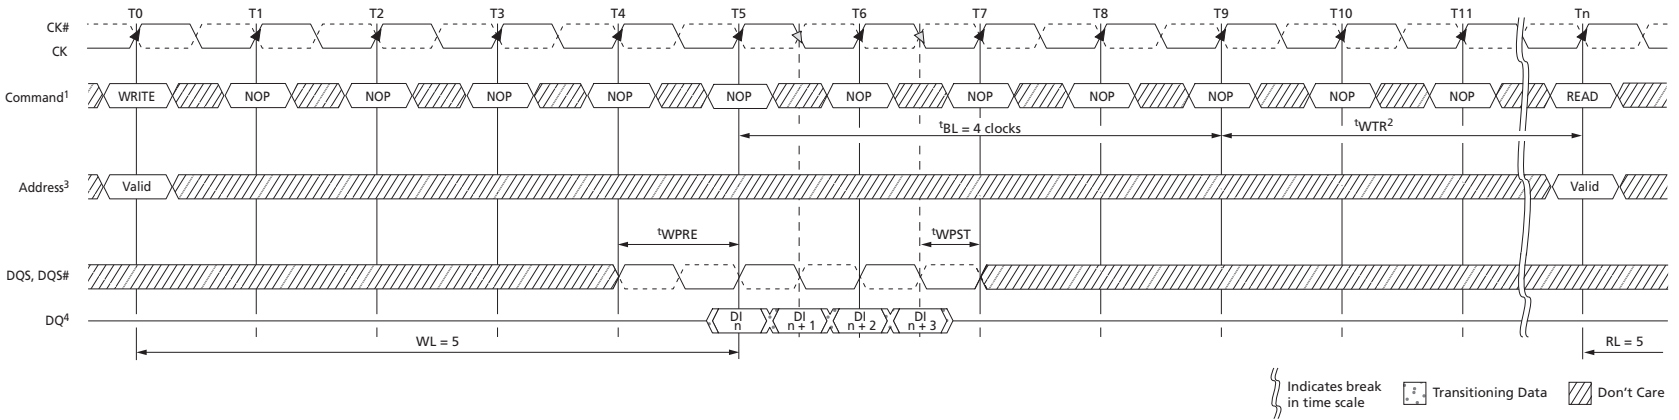 T0 T1 T2 T3 T4 T5 T6 T7 T8 T9 T10 T11 Tn
CK#
CK
Command1 WRITE NOP NOP NOP NOP NOP NOP NOP NOP NOP NOP NOP READ
tBL = 4 clocks tWTR2
Address3 Valid Valid
tWPRE tWPST
DQS, DQS#
DQ4 DI n DI n + 1 DI n + 2 DI n + 3
WL = 5 RL = 5
Indicates break in time scale Transitioning Data Don't Care